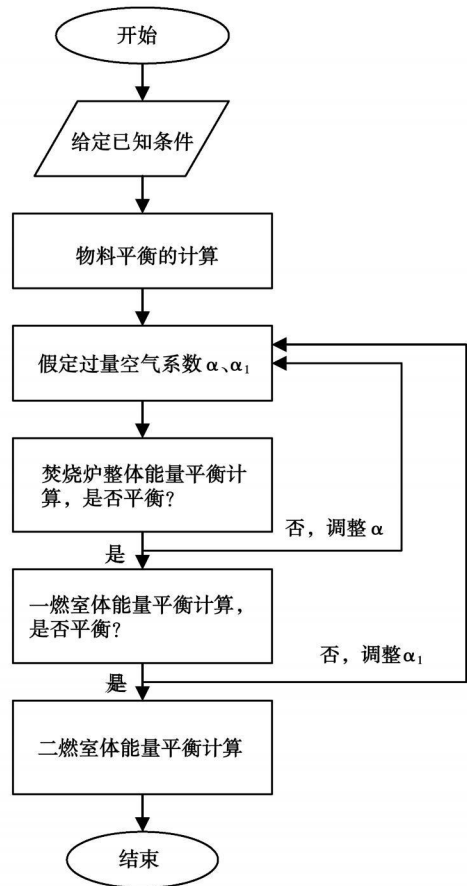 开始
给定已知条件
物料平衡的计算
假定过量空气系数 α、α₁
焚烧炉整体能量平衡计
算，是否平衡？
否，调整 α
是
一燃室体能量平衡计算，
是否平衡？
否，调整α₁
是
二燃室体能量平衡计算
结束